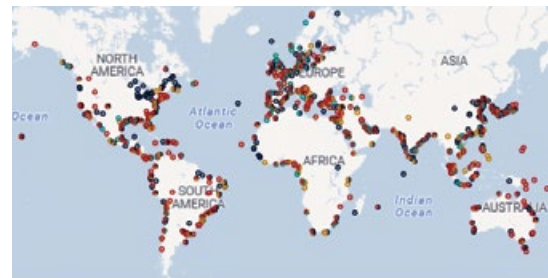 NORTH
AMERICA
EUROPE
ASIA
Ocean
Atlantic
Ocean
AFRICA
SOUTH
AMERICA
Indian
Ocean
AUSTRALIA